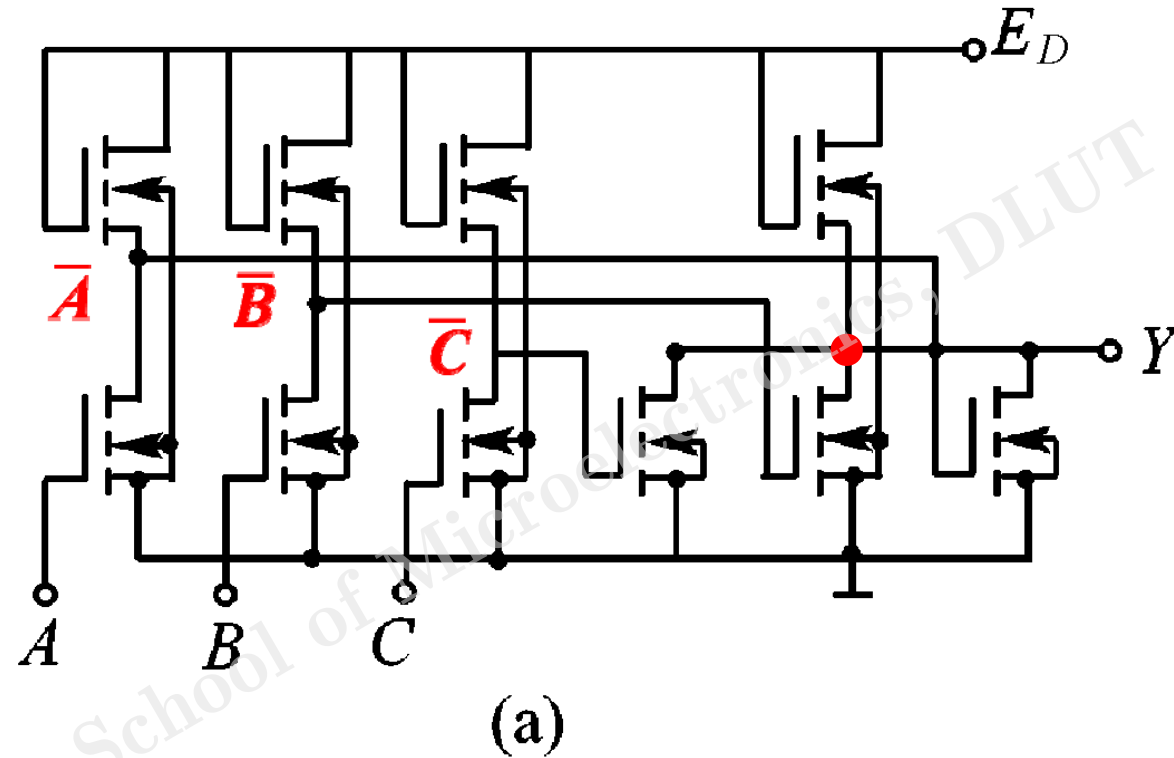 E_D
A̅
B̅
C̅
Y
A
B
C
(a)
School of Microelectronics, DLUT